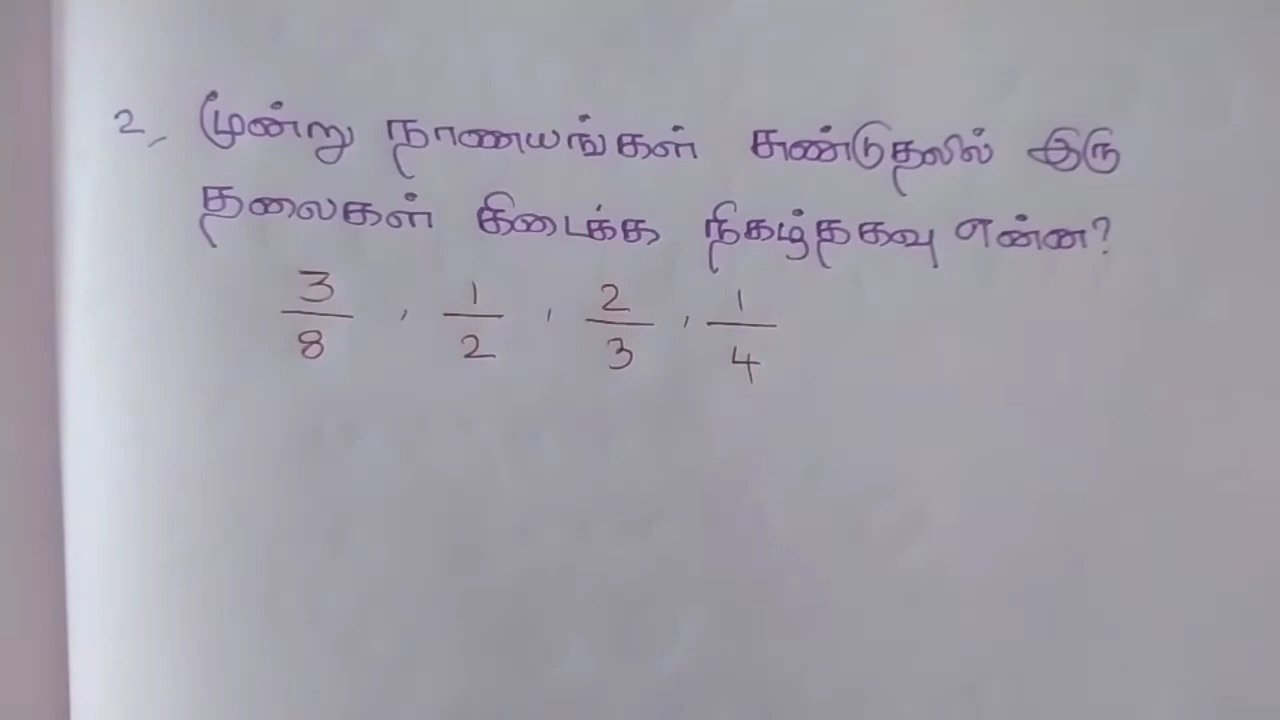 2, மூன்று நாணயங்கள் சுண்டுதலில் இரு
தலைகள் கிடைக்க நிகழ்தகவு என்ன?
3/8 , 1/2 , 2/3 , 1/4